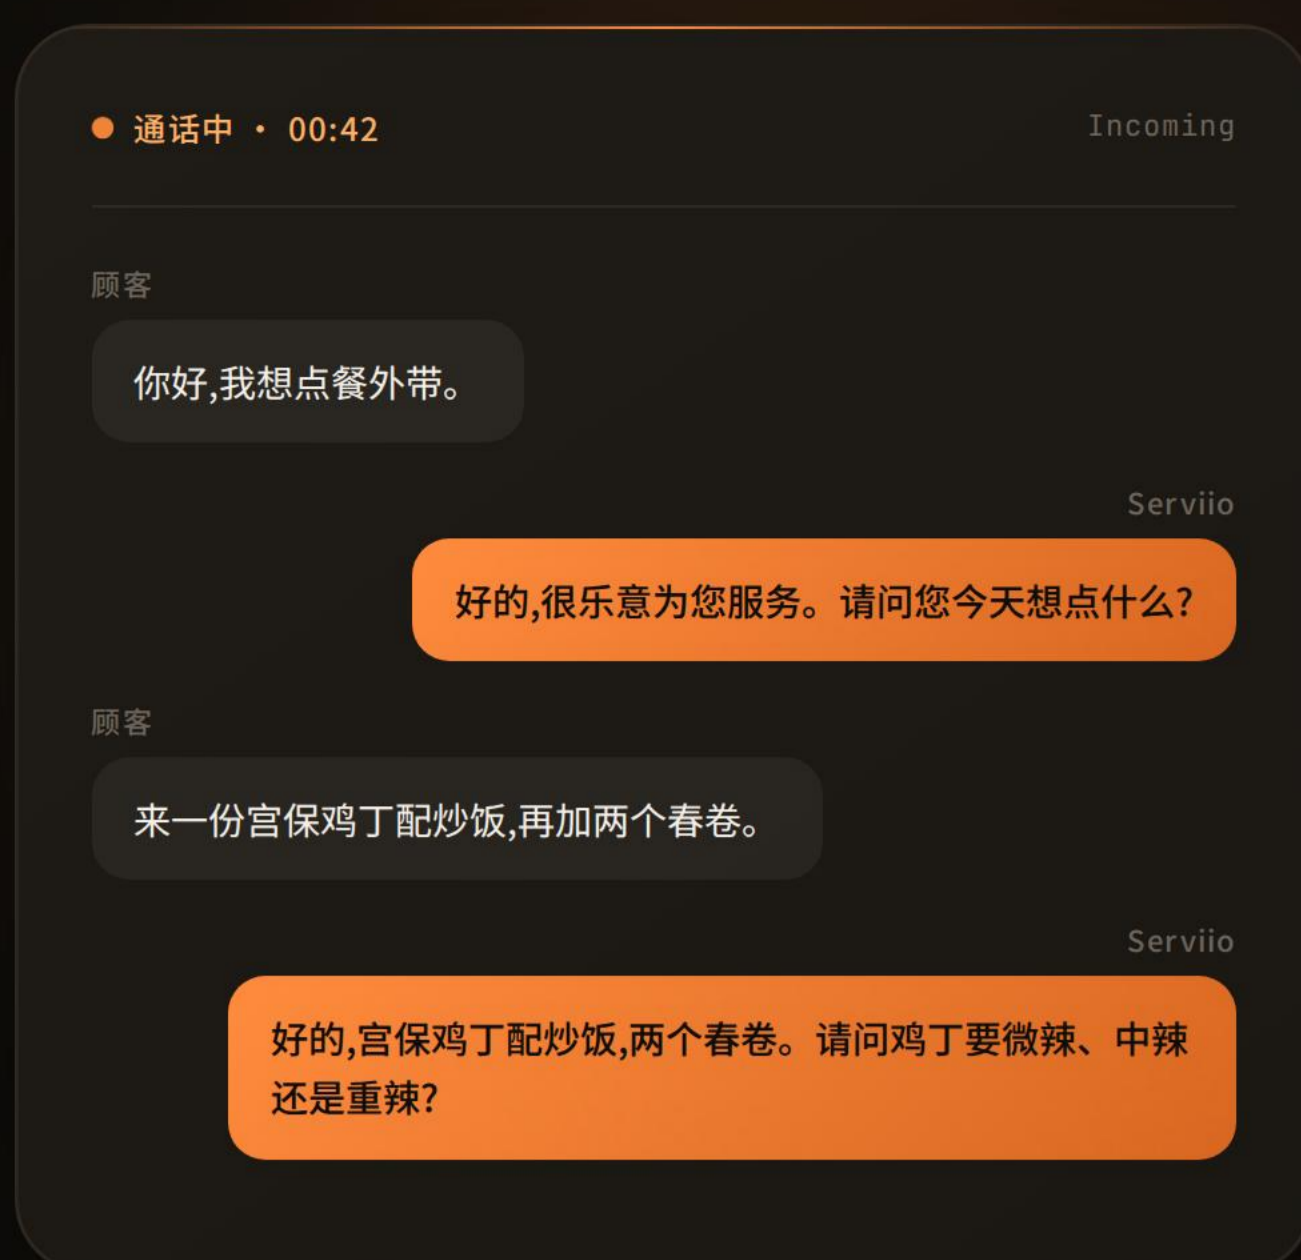 通话中 · 00:42
Incoming
顾客
你好,我想点餐外带。
Serviio
好的,很乐意为您服务。请问您今天想点什么?
顾客
来一份宫保鸡丁配炒饭,再加两个春卷。
Serviio
好的,宫保鸡丁配炒饭,两个春卷。请问鸡丁要微辣、中辣
还是重辣?